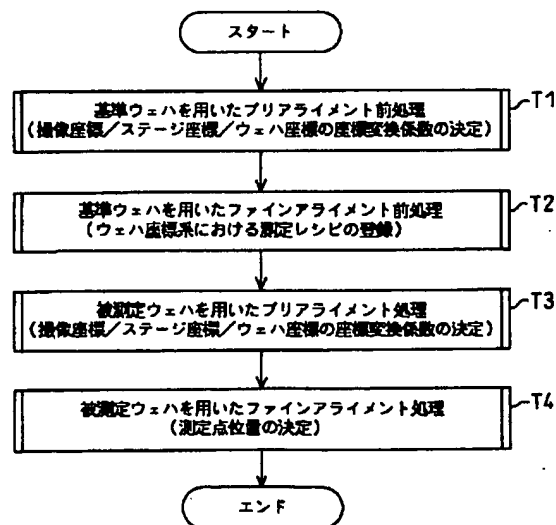 スタート
基準ウェハを用いたプリアライメント前処理
(撮像座標/ステージ座標/ウェハ座標の座標変換係数の決定)
T1
基準ウェハを用いたファインアライメント前処理
(ウェハ座標系における測定レシピの登録)
T2
被測定ウェハを用いたプリアライメント処理
(撮像座標/ステージ座標/ウェハ座標の座標変換係数の決定)
T3
被測定ウェハを用いたファインアライメント処理
(測定点位置の決定)
T4
エンド